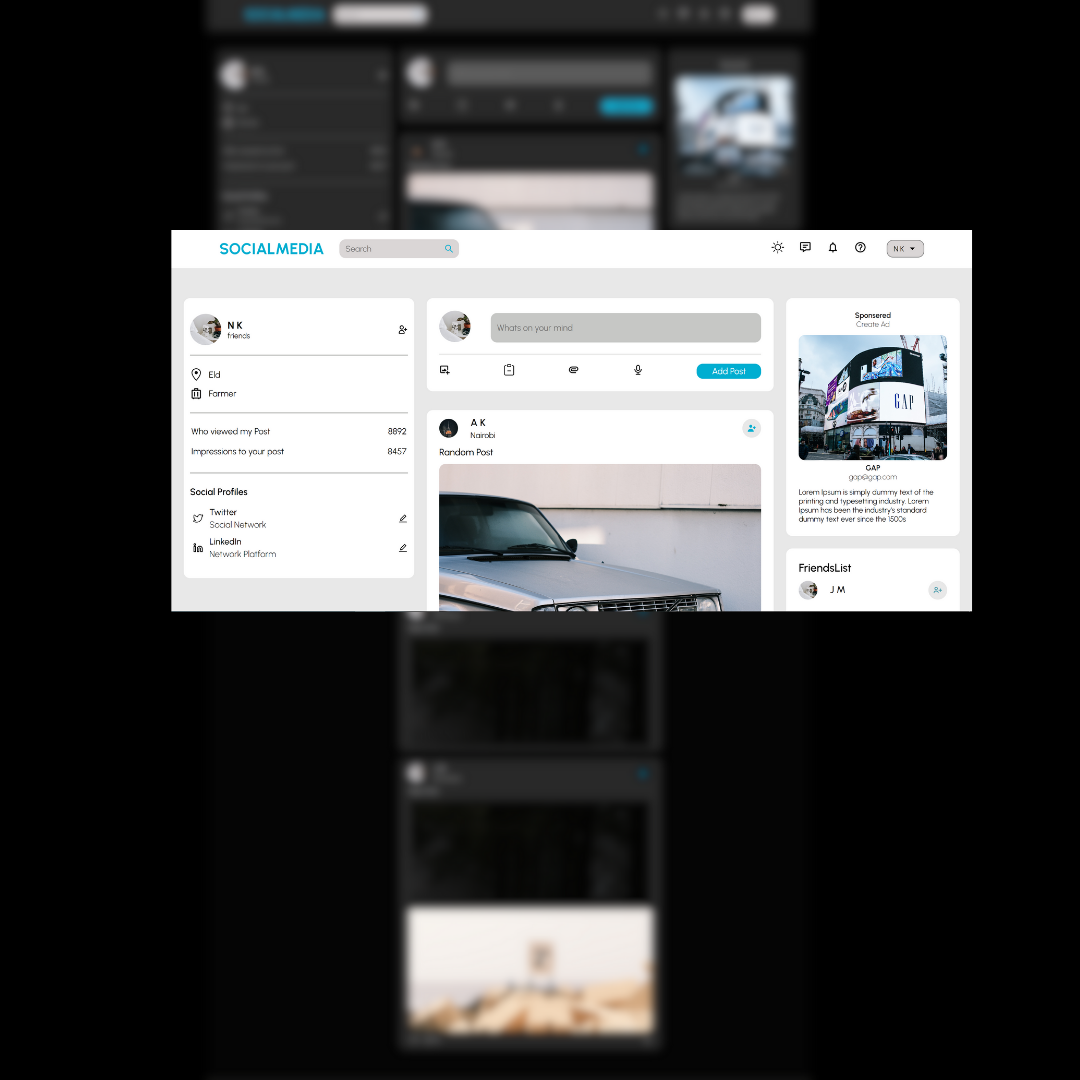 SOCIALMEDIA
Search
N K
N K
friends
Eld
Farmer
Who viewed my Post 8892
Impressions to your post 8457
Social Profiles
Twitter
Social Network
LinkedIn
Network Platform
Whats on your mind
Add Post
A K
Nairobi
Random Post
Sponsered
Create Ad
GAP
GAP
gap@gap.com
Lorem Ipsum is simply dummy text of the
printing and typesetting industry. Lorem
Ipsum has been the industry's standard
dummy text ever since the 1500s
FriendsList
J M